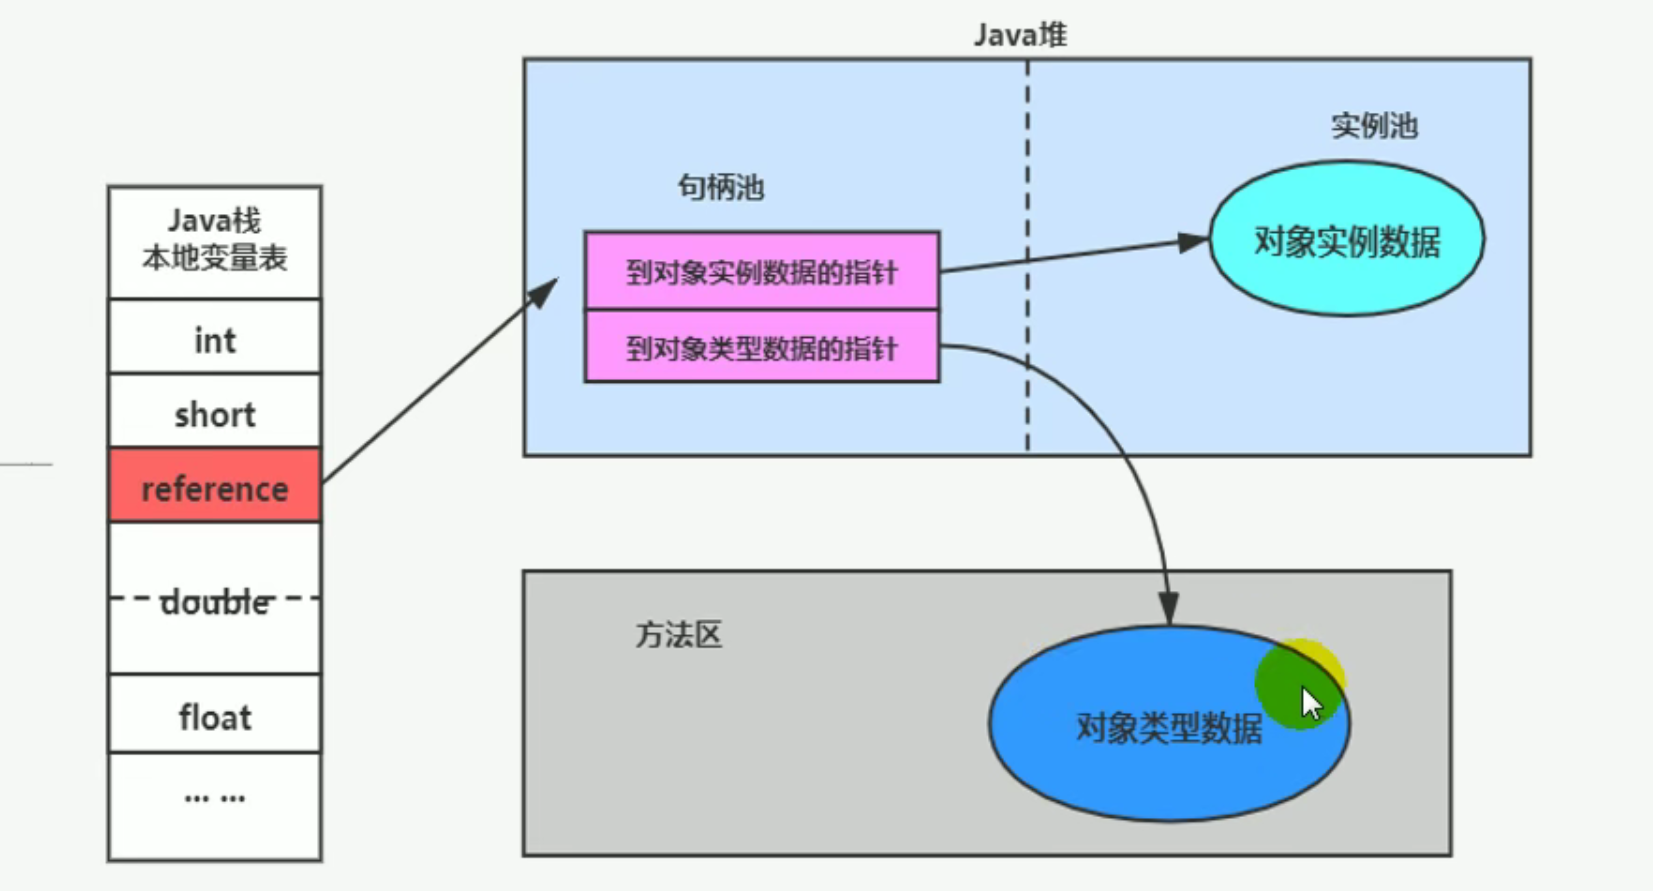 Java堆
实例池
句柄池
Java栈
本地变量表
到对象实例数据的指针
对象实例数据
int
到对象类型数据的指针
short
reference
double
方法区
float
对象类型数据
... ...